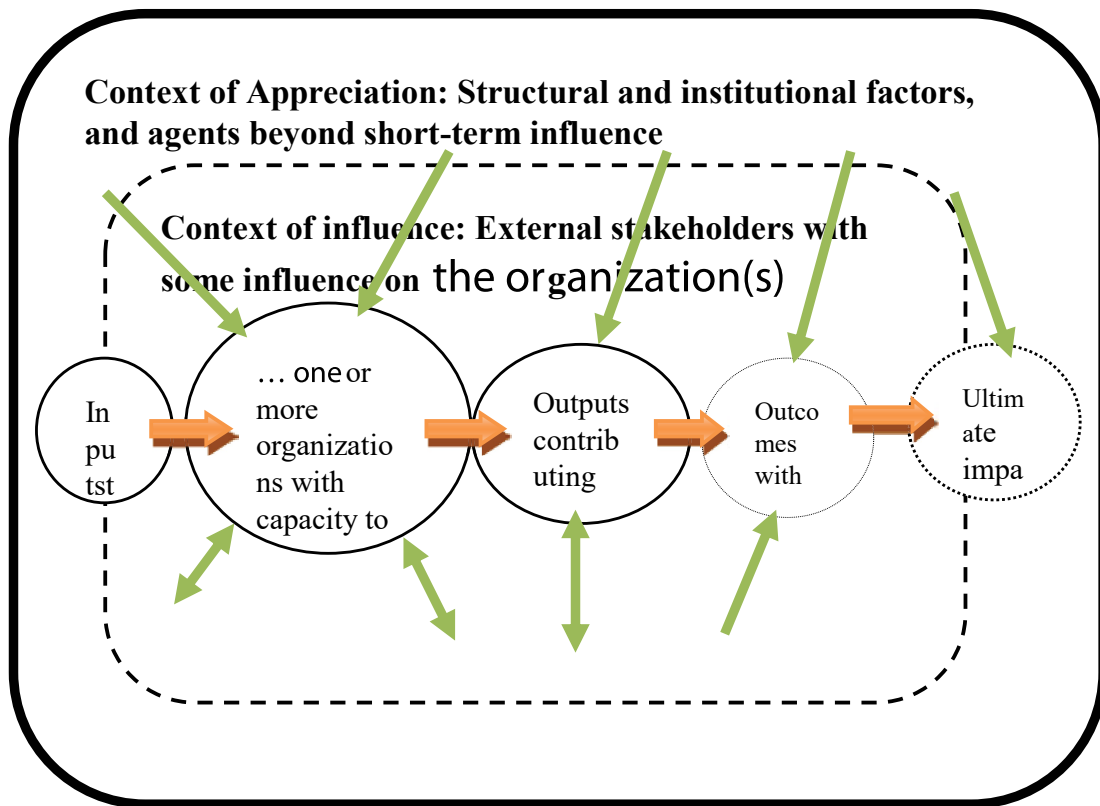 Context of Appreciation: Structural and institutional factors,
and agents beyond short-term influence
Context of influence: External stakeholders with
some influence on the organization(s)
In
pu
tst
… one or
more
organizatio
ns with
capacity to
Outputs
contrib
uting
Outco
mes
with
Ultim
ate
impa